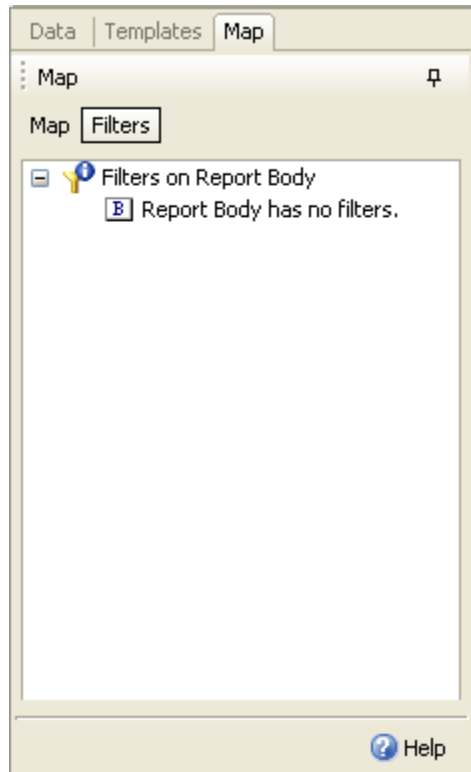 Data Templates Map
Map
Map Filters
Filters on Report Body
B Report Body has no filters.
Help